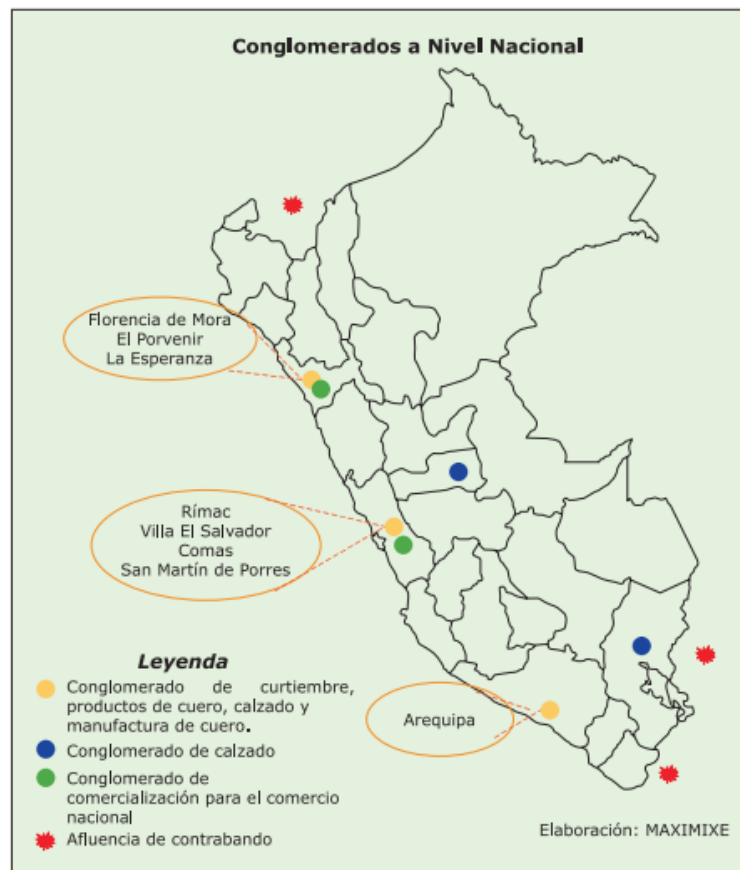 Conglomerados a Nivel Nacional
Florencia de Mora
El Porvenir
La Esperanza
Rímac
Villa El Salvador
Comas
San Martín de Porres
Arequipa
Leyenda
Conglomerado de curtiembre,
productos de cuero, calzado y
manufactura de cuero.
Conglomerado de calzado
Conglomerado de
comercialización para el comercio
nacional
Afluencia de contrabando
Elaboración: MAXIMIXE